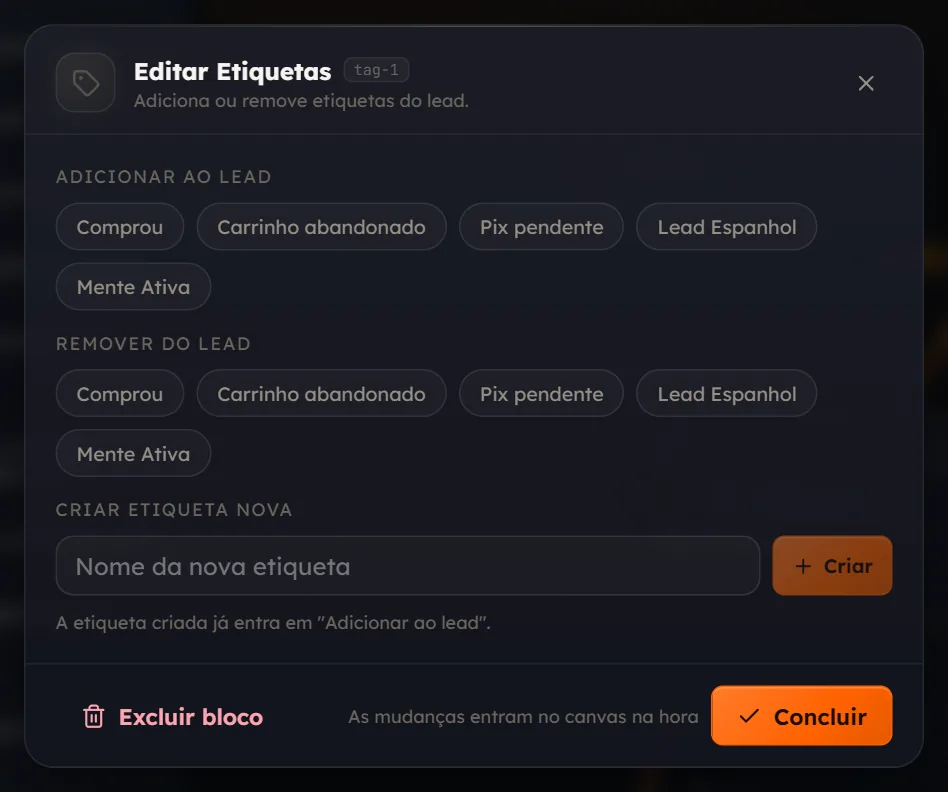 Editar Etiquetas tag-1
Adiciona ou remove etiquetas do lead.
ADICIONAR AO LEAD
Comprou Carrinho abandonado Pix pendente Lead Espanhol
Mente Ativa
REMOVER DO LEAD
Comprou Carrinho abandonado Pix pendente Lead Espanhol
Mente Ativa
CRIAR ETIQUETA NOVA
Nome da nova etiqueta + Criar
A etiqueta criada já entra em "Adicionar ao lead".
Excluir bloco As mudanças entram no canvas na hora Concluir